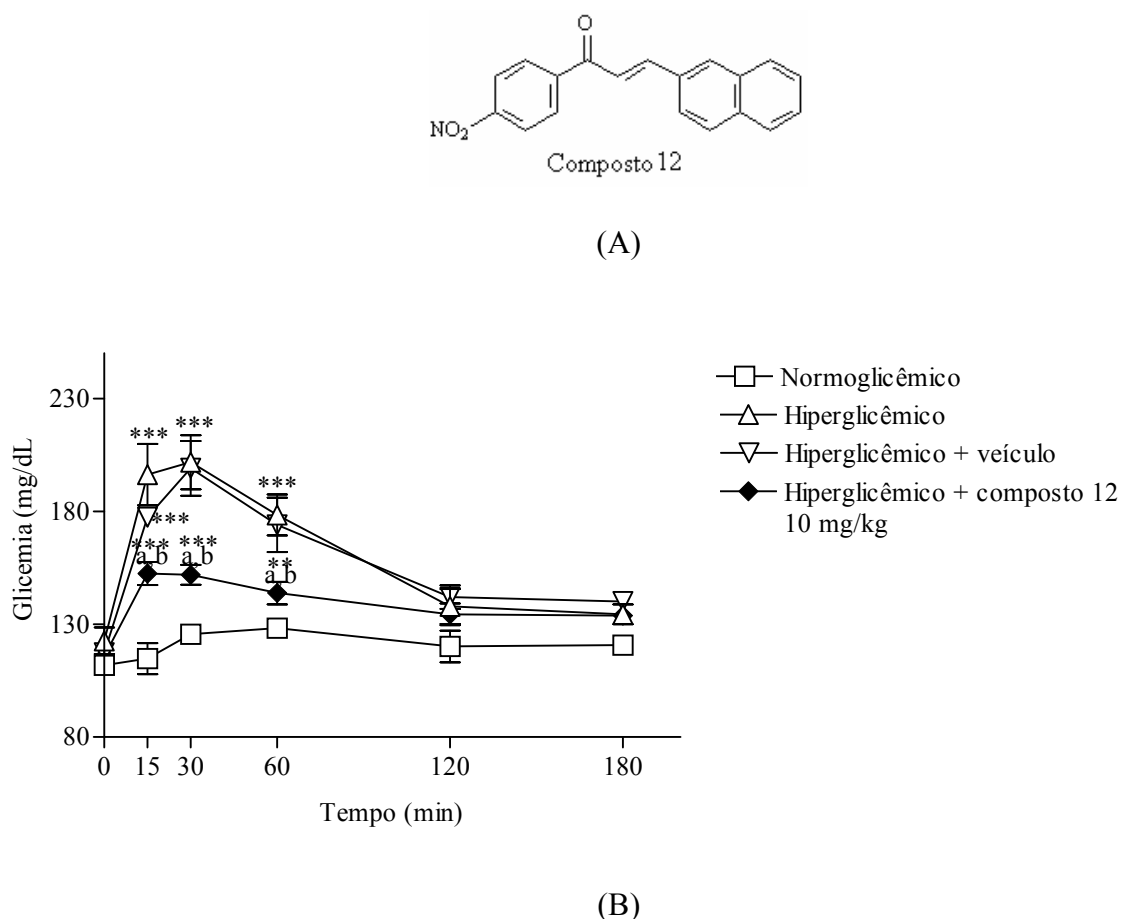 O
NO₂
Composto 12
(A)
230
180
130
80
Glicemia (mg/dL)
***
***
***
***
***
***
**
a,b
a,b
a,b
0
15
30
60
120
180
Tempo (min)
Normoglicêmico
Hiperglicêmico
Hiperglicêmico + veículo
Hiperglicêmico + composto 12
10 mg/kg
(B)